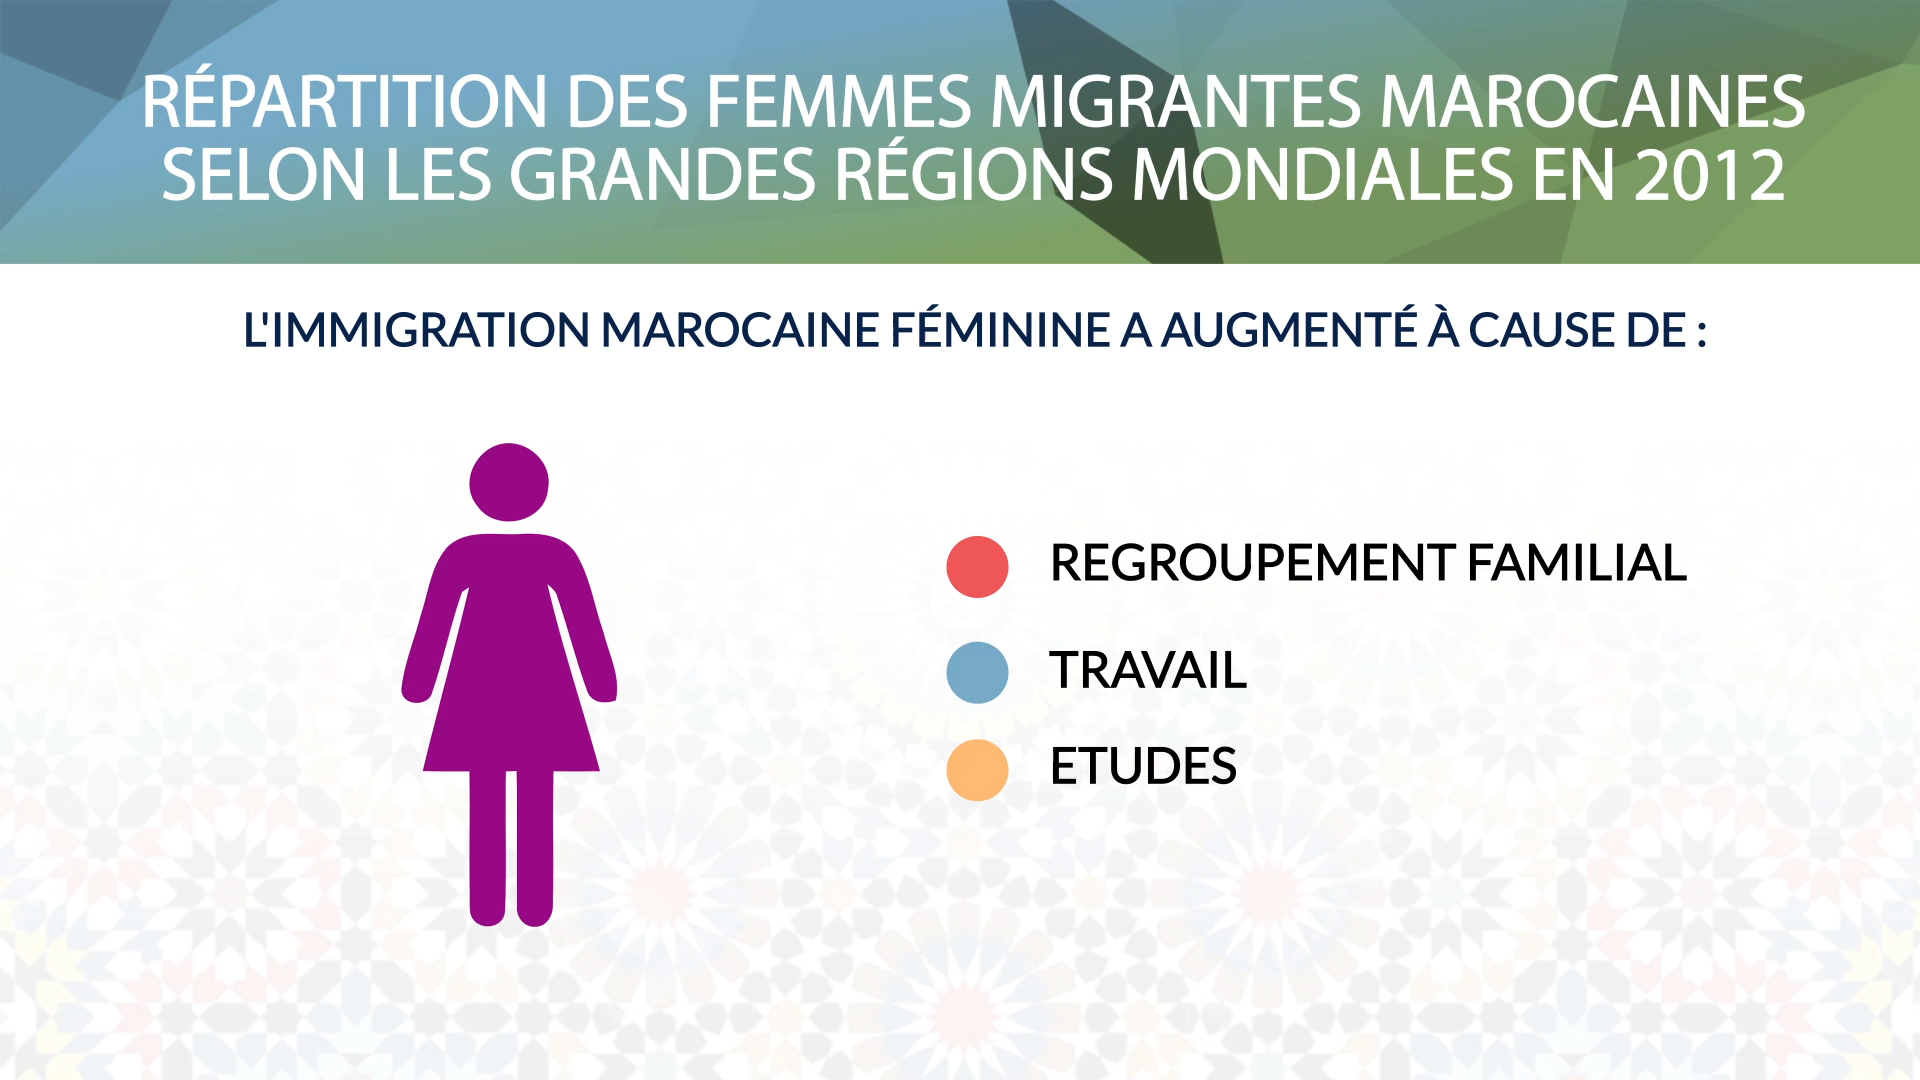 RÉPARTITION DES FEMMES MIGRANTES MAROCAINES
SELON LES GRANDES RÉGIONS MONDIALES EN 2012
L'IMMIGRATION MAROCAINE FÉMININE A AUGMENTÉ À CAUSE DE :
REGROUPEMENT FAMILIAL
TRAVAIL
ETUDES